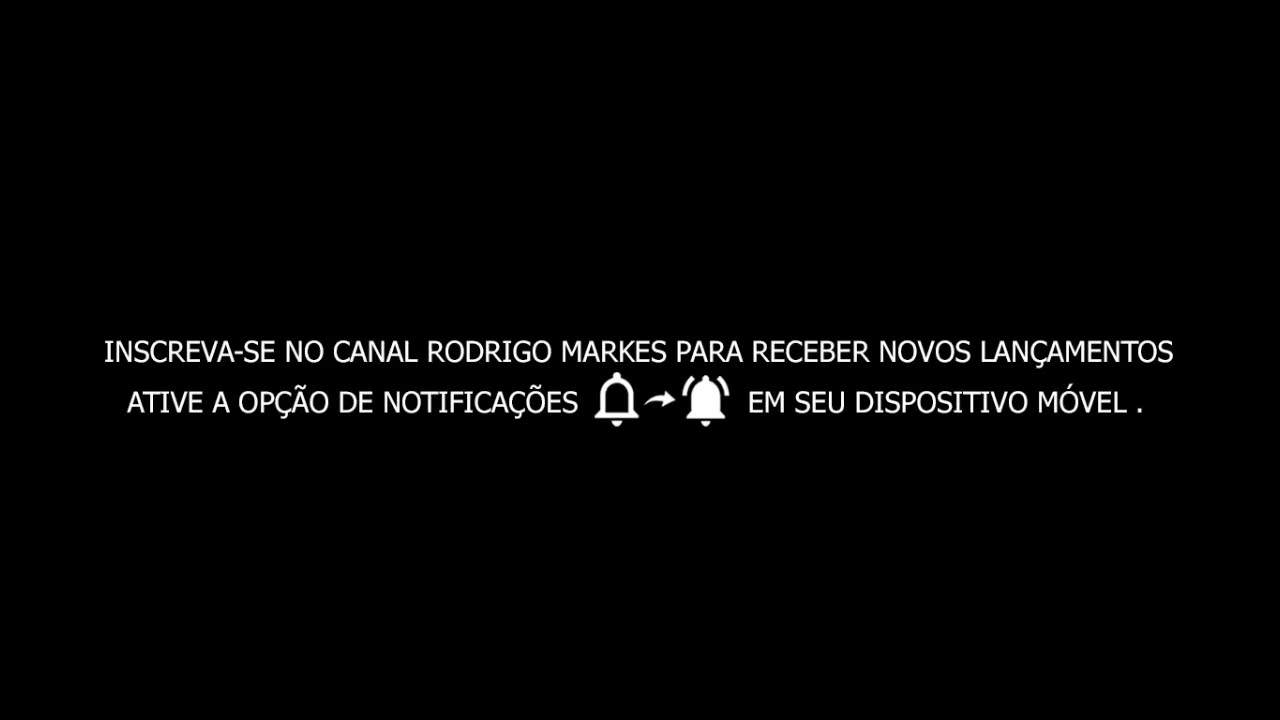 INSCREVA-SE NO CANAL RODRIGO MARKES PARA RECEBER NOVOS LANÇAMENTOS
ATIVE A OPÇÃO DE NOTIFICAÇÕES EM SEU DISPOSITIVO MÓVEL .